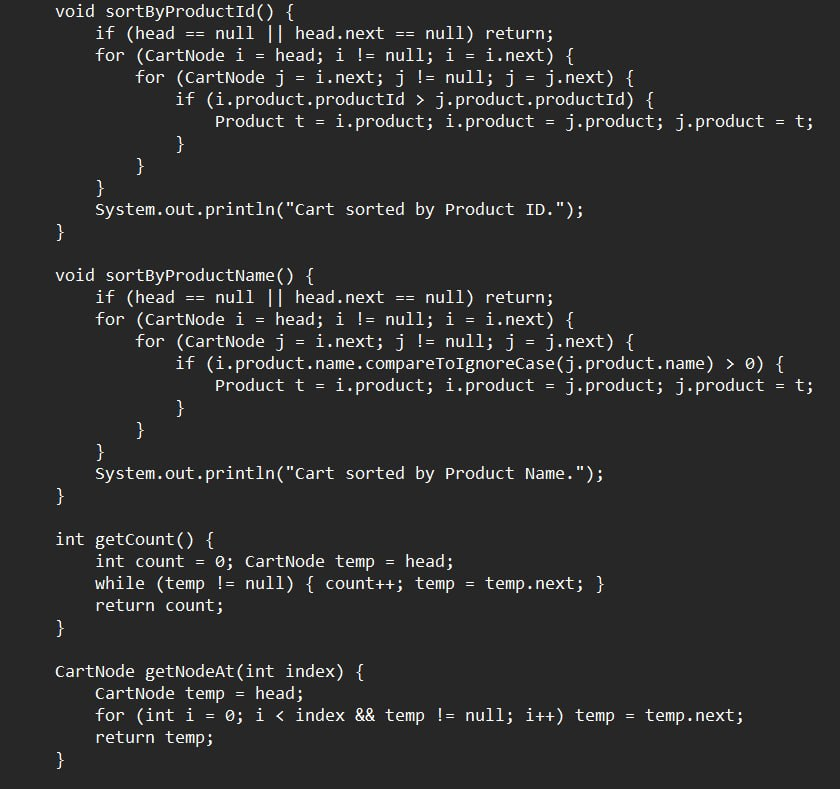 void sortByProductId() {
    if (head == null || head.next == null) return;
    for (CartNode i = head; i != null; i = i.next) {
        for (CartNode j = i.next; j != null; j = j.next) {
            if (i.product.productId > j.product.productId) {
                Product t = i.product; i.product = j.product; j.product = t;
            }
        }
    }
    System.out.println("Cart sorted by Product ID.");
}

void sortByProductName() {
    if (head == null || head.next == null) return;
    for (CartNode i = head; i != null; i = i.next) {
        for (CartNode j = i.next; j != null; j = j.next) {
            if (i.product.name.compareToIgnoreCase(j.product.name) > 0) {
                Product t = i.product; i.product = j.product; j.product = t;
            }
        }
    }
    System.out.println("Cart sorted by Product Name.");
}

int getCount() {
    int count = 0; CartNode temp = head;
    while (temp != null) { count++; temp = temp.next; }
    return count;
}

CartNode getNodeAt(int index) {
    CartNode temp = head;
    for (int i = 0; i < index && temp != null; i++) temp = temp.next;
    return temp;
}